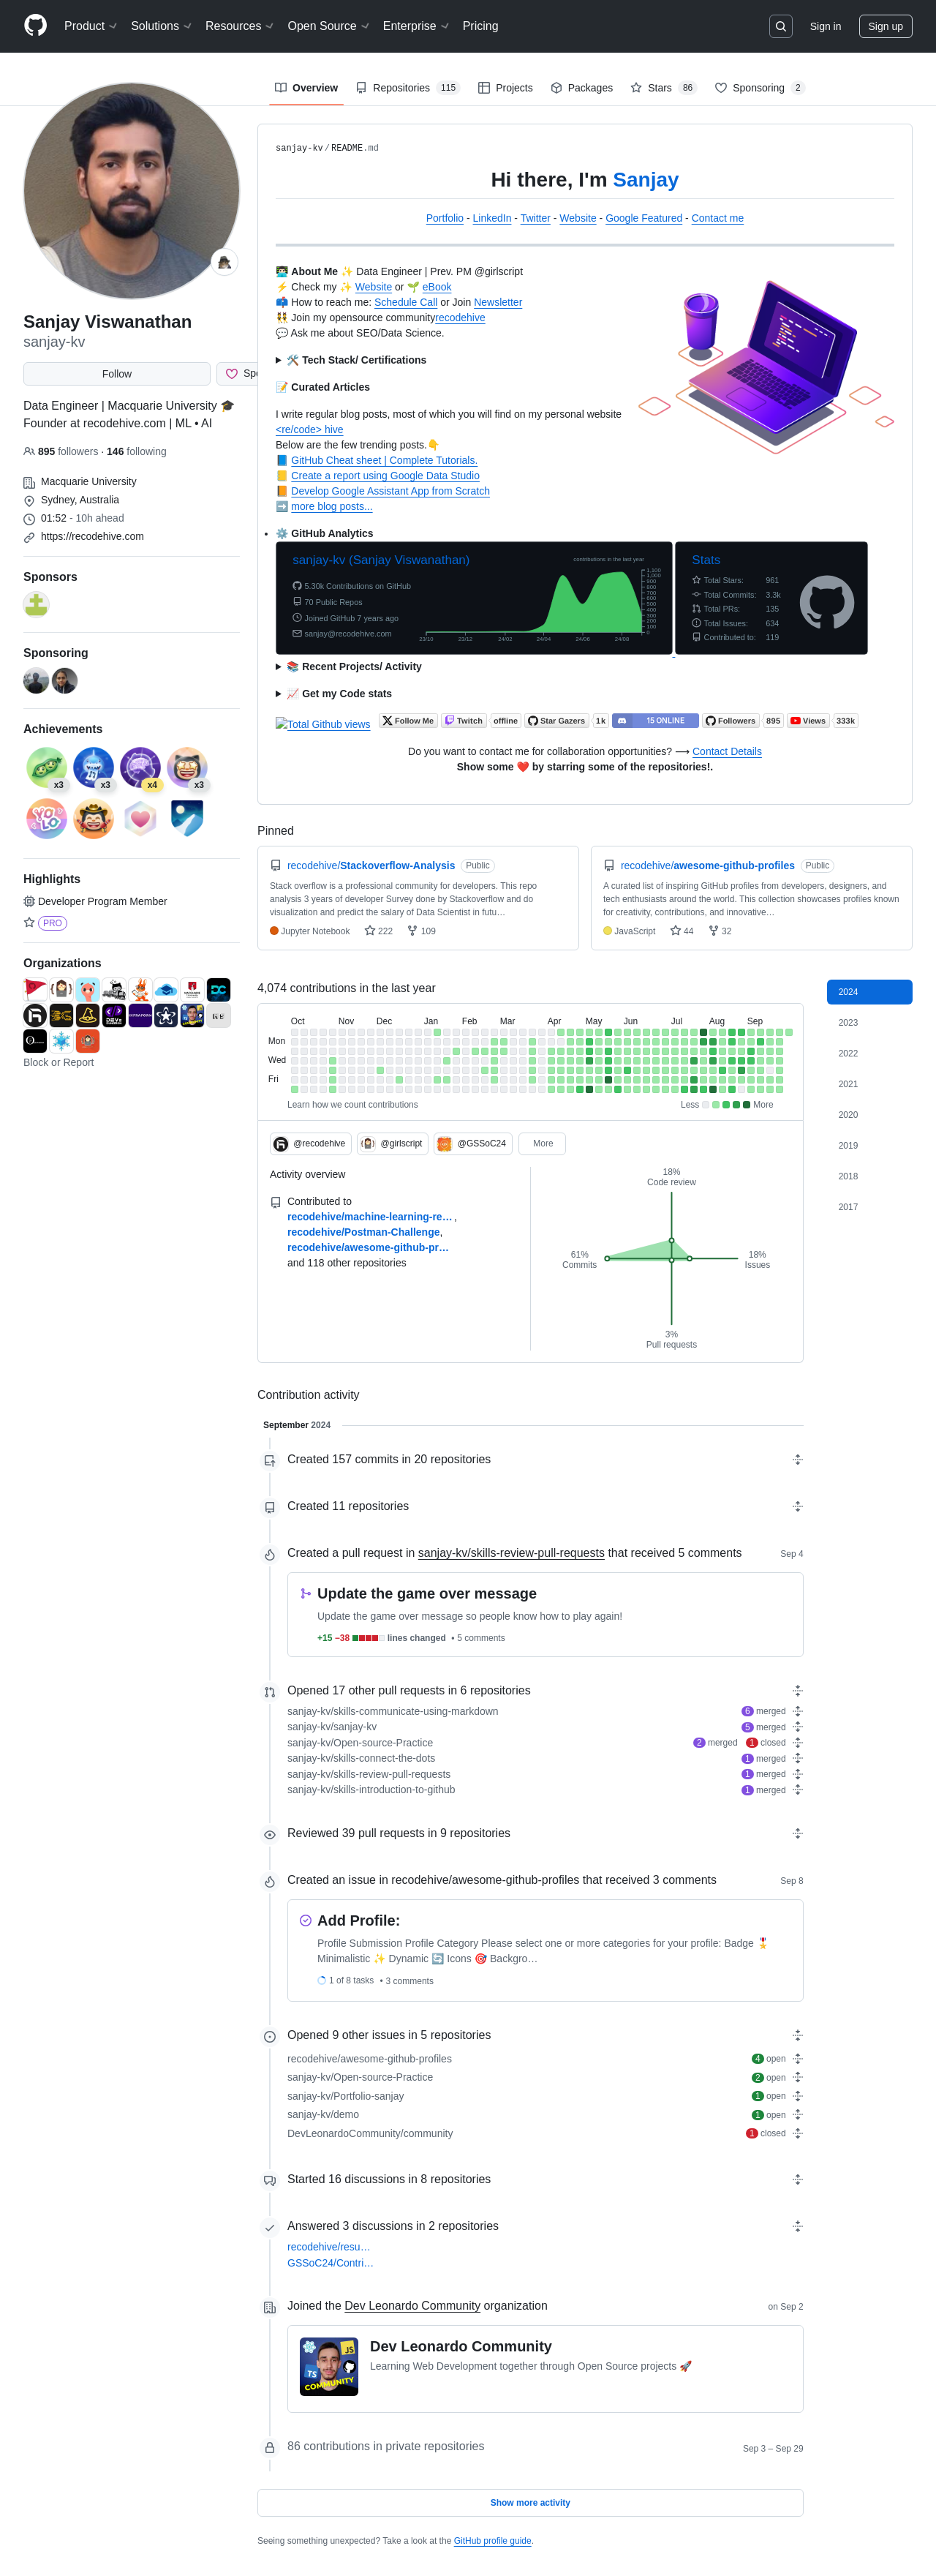 Product Solutions Resources Open Source Enterprise Pricing
Sign in Sign up
Overview Repositories 115 Projects Packages Stars 86 Sponsoring 2
Sanjay Viswanathan
sanjay-kv
Follow
Data Engineer | Macquarie University 🎓
Founder at recodehive.com | ML • AI
895 followers · 146 following
Macquarie University
Sydney, Australia
01:52 - 10h ahead
https://recodehive.com
Sponsors
Sponsoring
Achievements
x3 x3 x4 x3
YOLO
Highlights
Developer Program Member
PRO
Organizations
Block or Report
sanjay-kv/README.md
Hi there, I'm Sanjay
Portfolio - LinkedIn - Twitter - Website - Google Featured - Contact me
👨🏻‍💻 About Me ✨ Data Engineer | Prev. PM @girlscript
⚡ Check my ✨ Website or 🌱 eBook
📫 How to reach me: Schedule Call or Join Newsletter
👯 Join my opensource communityrecodehive
💬 Ask me about SEO/Data Science.
🛠️ Tech Stack/ Certifications
📝 Curated Articles
I write regular blog posts, most of which you will find on my personal website
<re/code> hive
Below are the few trending posts.👇
📘 GitHub Cheat sheet | Complete Tutorials.
📒 Create a report using Google Data Studio
📙 Develop Google Assistant App from Scratch
➡️ more blog posts...
⚙️ GitHub Analytics
sanjay-kv (Sanjay Viswanathan)
contributions in the last year
5.30k Contributions on GitHub
70 Public Repos
Joined GitHub 7 years ago
sanjay@recodehive.com
1,100
1,000
900
800
700
600
500
400
300
200
100
0
23/10 23/12 24/02 24/04 24/06 24/08
Stats
Total Stars: 961
Total Commits: 3.3k
Total PRs: 135
Total Issues: 634
Contributed to: 119
📚 Recent Projects/ Activity
📈 Get my Code stats
Total Github views Follow Me Twitch offline Star Gazers 1k 15 ONLINE Followers 895 Views 333k
Do you want to contact me for collaboration opportunities? ⟶ Contact Details
Show some ❤️ by starring some of the repositories!.
Pinned
recodehive/Stackoverflow-Analysis Public
Stack overflow is a professional community for developers. This repo
analysis 3 years of developer Survey done by Stackoverflow and do
visualization and predict the salary of Data Scientist in futu…
Jupyter Notebook 222 109
recodehive/awesome-github-profiles Public
A curated list of inspiring GitHub profiles from developers, designers, and
tech enthusiasts around the world. This collection showcases profiles known
for creativity, contributions, and innovative…
JavaScript 44 32
4,074 contributions in the last year
Oct Nov Dec Jan Feb Mar Apr May Jun Jul Aug Sep
Mon
Wed
Fri
Learn how we count contributions
Less More
2024
2023
2022
2021
2020
2019
2018
2017
@recodehive @girlscript @GSSoC24 More
Activity overview
Contributed to
recodehive/machine-learning-re… ,
recodehive/Postman-Challenge,
recodehive/awesome-github-pr…
and 118 other repositories
18%
Code review
61%
Commits
18%
Issues
3%
Pull requests
Contribution activity
September 2024
Created 157 commits in 20 repositories
Created 11 repositories
Created a pull request in sanjay-kv/skills-review-pull-requests that received 5 comments Sep 4
Update the game over message
Update the game over message so people know how to play again!
+15 −38 lines changed • 5 comments
Opened 17 other pull requests in 6 repositories
sanjay-kv/skills-communicate-using-markdown 6 merged
sanjay-kv/sanjay-kv 5 merged
sanjay-kv/Open-source-Practice 2 merged 1 closed
sanjay-kv/skills-connect-the-dots 1 merged
sanjay-kv/skills-review-pull-requests 1 merged
sanjay-kv/skills-introduction-to-github 1 merged
Reviewed 39 pull requests in 9 repositories
Created an issue in recodehive/awesome-github-profiles that received 3 comments Sep 8
Add Profile:
Profile Submission Profile Category Please select one or more categories for your profile: Badge 🎖️
Minimalistic ✨ Dynamic 🔄 Icons 🎯 Backgro…
1 of 8 tasks • 3 comments
Opened 9 other issues in 5 repositories
recodehive/awesome-github-profiles 4 open
sanjay-kv/Open-source-Practice 2 open
sanjay-kv/Portfolio-sanjay 1 open
sanjay-kv/demo 1 open
DevLeonardoCommunity/community 1 closed
Started 16 discussions in 8 repositories
Answered 3 discussions in 2 repositories
recodehive/resu…
GSSoC24/Contri…
Joined the Dev Leonardo Community organization on Sep 2
JS
TS
COMMUNITY
Dev Leonardo Community
Learning Web Development together through Open Source projects 🚀
86 contributions in private repositories Sep 3 – Sep 29
Show more activity
Seeing something unexpected? Take a look at the GitHub profile guide.